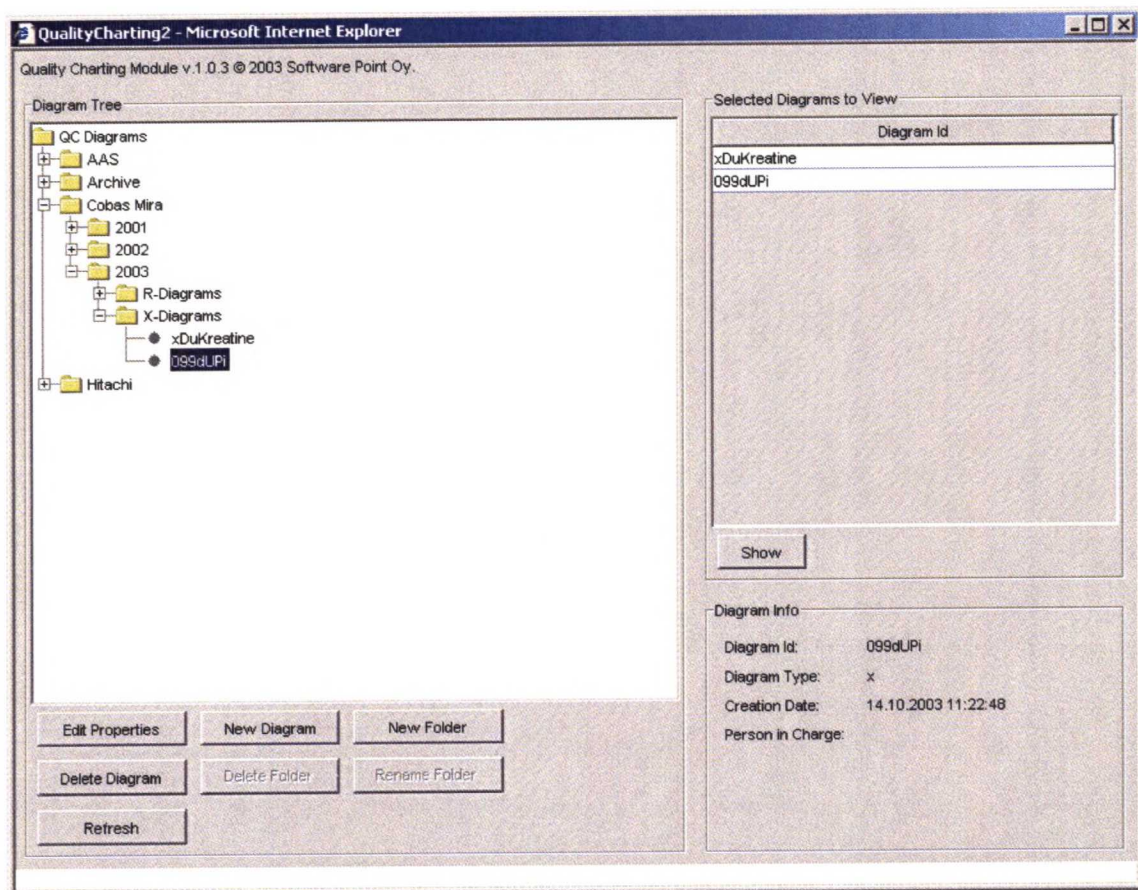 QualityCharting2 - Microsoft Internet Explorer
Quality Charting Module v.1.0.3 © 2003 Software Point Oy.
Diagram Tree
QC Diagrams
AAS
Archive
Cobas Mira
2001
2002
2003
R-Diagrams
X-Diagrams
xDuKreatine
099dUPi
Hitachi
Edit Properties New Diagram New Folder
Delete Diagram Delete Folder Rename Folder
Refresh
Selected Diagrams to View
Diagram Id
xDuKreatine
099dUPi
Show
Diagram Info
Diagram Id: 099dUPi
Diagram Type: x
Creation Date: 14.10.2003 11:22:48
Person in Charge: